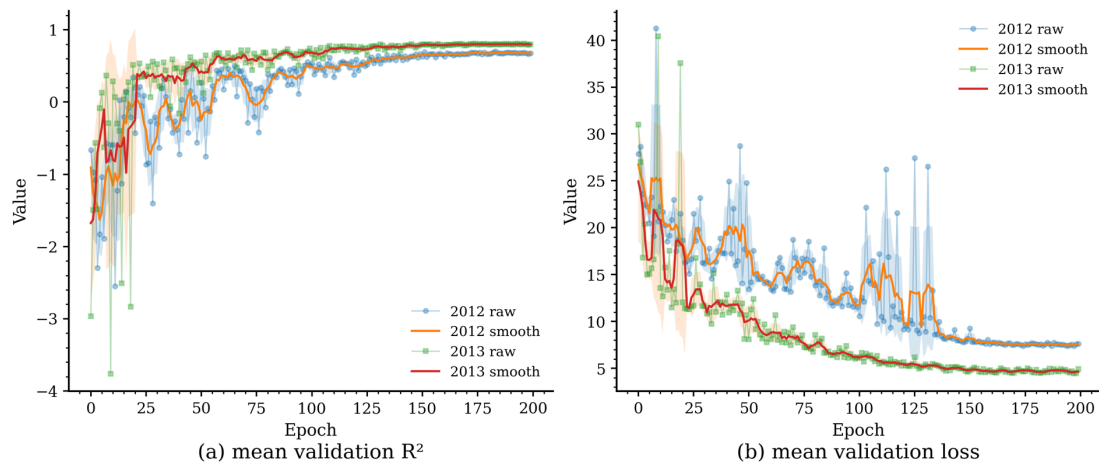 1
0
−1
−2
−3
−4
Value
0
25
50
75
100
125
150
175
200
Epoch
2012 raw
2012 smooth
2013 raw
2013 smooth
(a) mean validation R²
40
35
30
25
20
15
10
5
Value
0
25
50
75
100
125
150
175
200
Epoch
2012 raw
2012 smooth
2013 raw
2013 smooth
(b) mean validation loss